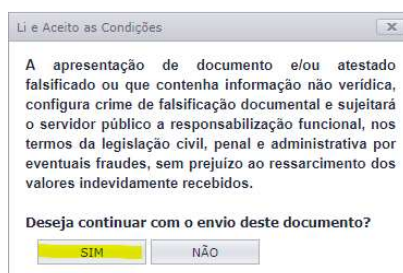 Li e Aceito as Condições
A apresentação de documento e/ou atestado
falsificado ou que contenha informação não verídica,
configura crime de falsificação documental e sujeitará
o servidor público a responsabilização funcional, nos
termos da legislação civil, penal e administrativa por
eventuais fraudes, sem prejuízo ao ressarcimento dos
valores indevidamente recebidos.
Deseja continuar com o envio deste documento?
SIM NÃO